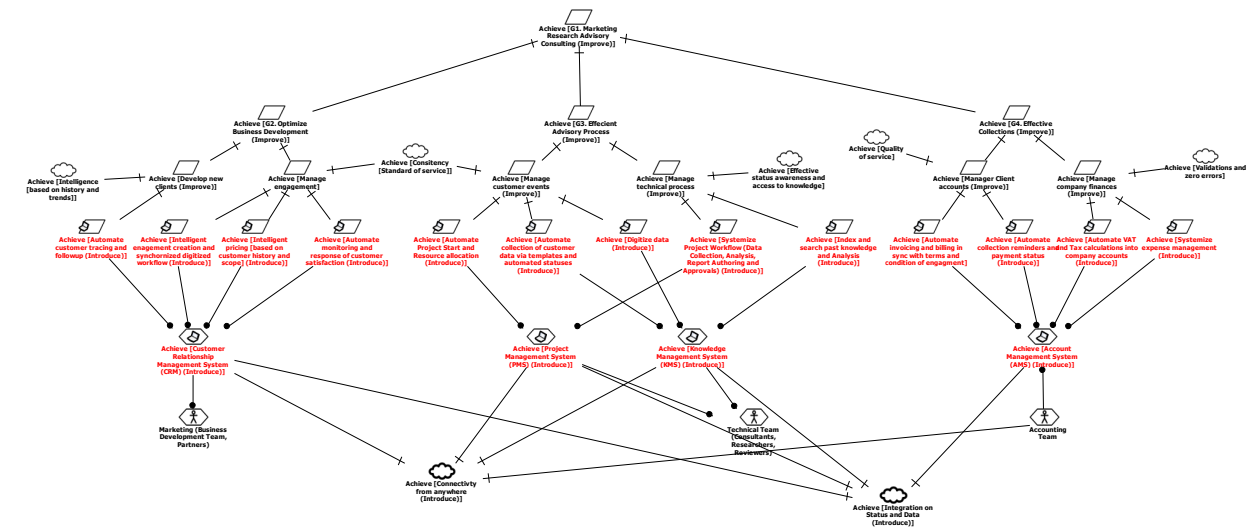 Achieve [G1. Marketing
Research Advisory
Consulting (Improve)]
Achieve [G2. Optimize
Business Development
(Improve)]
Achieve [G3. Effecient
Advisory Process
(Improve)]
Achieve [G4. Effective
Collections (Improve)]
Achieve [Intelligence
[based on history and
trends]]
Achieve [Develop new
clients (Improve)]
Achieve [Manage
engagement]
Achieve [Consitency
[Standard of service]]
Achieve [Manage
customer events
(Improve)]
Achieve [Manage
technical process
(Improve)]
Achieve [Effective
status awareness and
access to knowledge]
Achieve [Quality
of service]
Achieve [Manager Client
accounts (Improve)]
Achieve [Manage
company finances
(Improve)]
Achieve [Validations and
zero errors]
Achieve [Automate
customer tracing and
followup (Introduce)]
Achieve [Intelligent
enagement creation and
synchornized digitized
workflow (Introduce)]
Achieve [Intelligent
pricing [based on
customer history and
scope] (Introduce)]
Achieve [Automate
monitoring and
response of customer
satisfaction (Introduce)]
Achieve [Automate
Project Start and
Resource allocation
(Introduce)]
Achieve [Automate
collection of customer
data via templates and
automated statuses
(Introduce)]
Achieve [Digitize data
(Introduce)]
Achieve [Systemize
Project Workflow (Data
Collection, Analysis,
Report Authoring and
Approvals) (Introduce)]
Achieve [Index and
search past knowledge
and Analysis
(Introduce)]
Achieve [Automate
invoicing and billing in
sync with terms and
condition of engagment]
Achieve [Automate
collection reminders and
payment status
(Introduce)]
Achieve [Automate VAT
and Tax calculations into
company accounts
(Introduce)]
Achieve [Systemize
expense management
(Introduce)]
Achieve [Customer
Relationship
Management System
(CRM) (Introduce)]
Achieve [Project
Management System
(PMS) (Introduce)]
Achieve [Knowledge
Management System
(KMS) (Introduce)]
Achieve [Account
Management System
(AMS) (Introduce)]
Marketing (Business
Development Team,
Partners)
Technical Team
(Consultants,
Researchers,
Reviewers)
Accounting
Team
Achieve [Connectivity
from anywhere
(Introduce)]
Achieve [Integration on
Status and Data
(Introduce)]